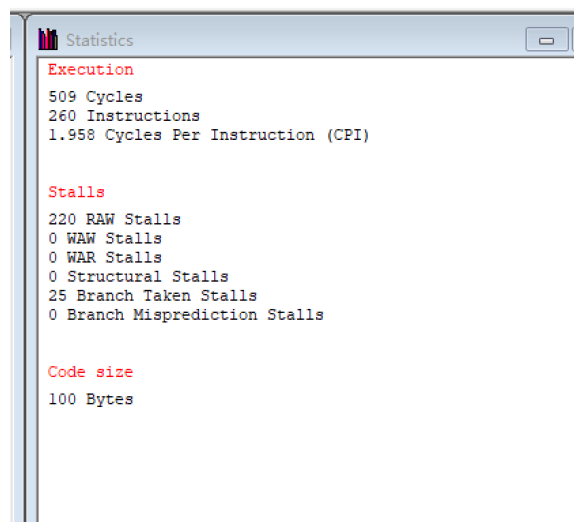 Statistics
Execution
509 Cycles
260 Instructions
1.958 Cycles Per Instruction (CPI)
Stalls
220 RAW Stalls
0 WAW Stalls
0 WAR Stalls
0 Structural Stalls
25 Branch Taken Stalls
0 Branch Misprediction Stalls
Code size
100 Bytes